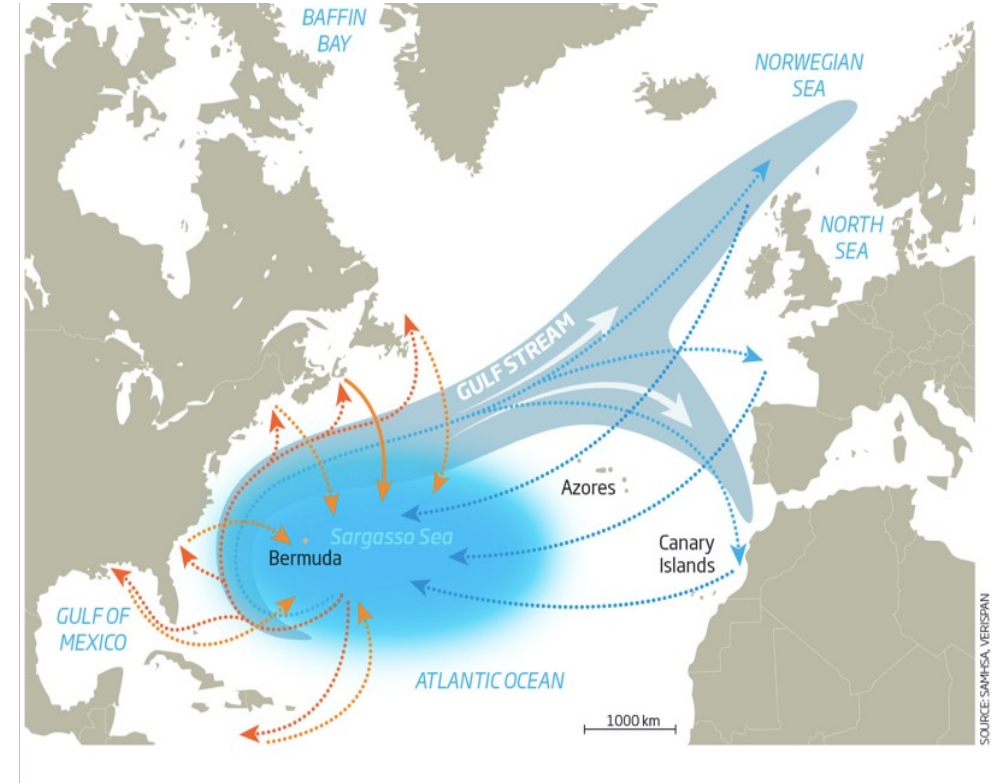 BAFFIN
BAY
NORWEGIAN
SEA
NORTH
SEA
GULF STREAM
Azores
Sargasso Sea
Bermuda
Canary
Islands
GULF OF
MEXICO
ATLANTIC OCEAN
1000 km
SOURCE: SAMHSA, VERISPAN